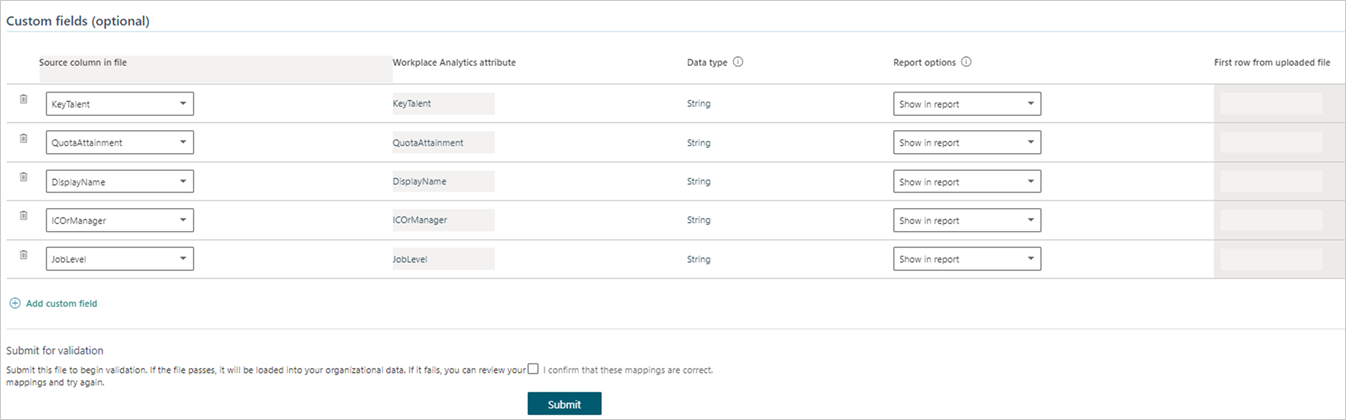 Custom fields (optional)
Source column in file Workplace Analytics attribute Data type Report options First row from uploaded file
KeyTalent KeyTalent String Show in report
QuotaAttainment QuotaAttainment String Show in report
DisplayName DisplayName String Show in report
ICOrManager ICOrManager String Show in report
JobLevel JobLevel String Show in report
Add custom field
Submit for validation
Submit this file to begin validation. If the file passes, it will be loaded into your organizational data. If it fails, you can review your I confirm that these mappings are correct.
mappings and try again.
Submit